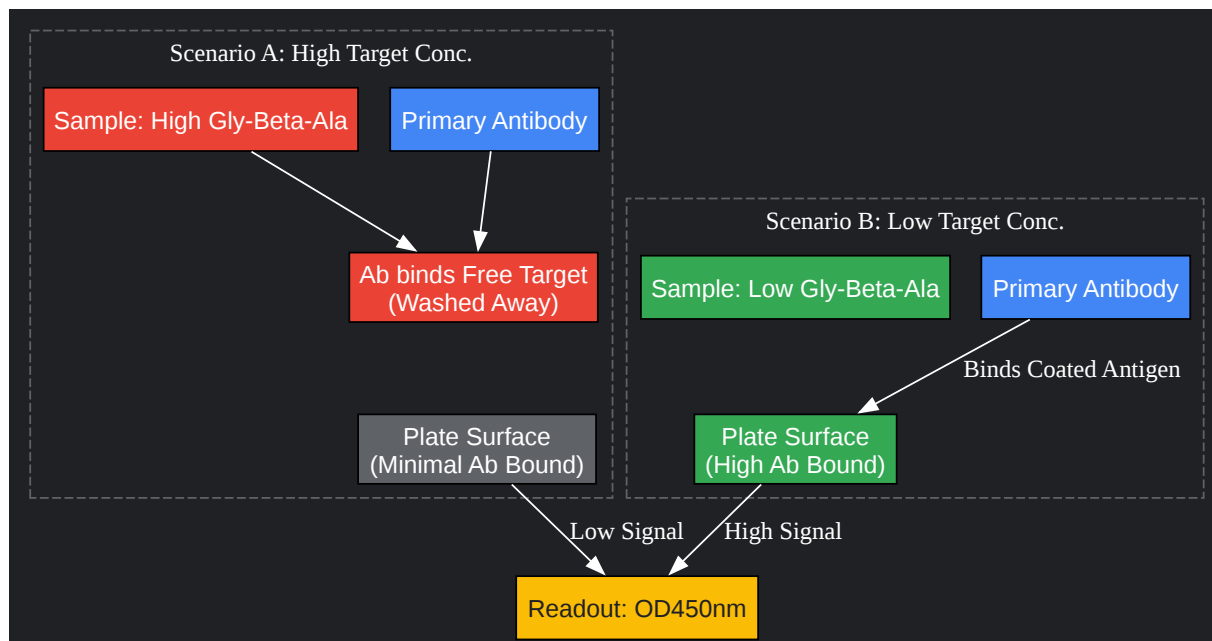 Scenario A: High Target Conc.
Sample: High Gly-Beta-Ala
Primary Antibody
Ab binds Free Target
(Washed Away)
Plate Surface
(Minimal Ab Bound)
Scenario B: Low Target Conc.
Sample: Low Gly-Beta-Ala
Primary Antibody
Binds Coated Antigen
Plate Surface
(High Ab Bound)
Low Signal
High Signal
Readout: OD450nm